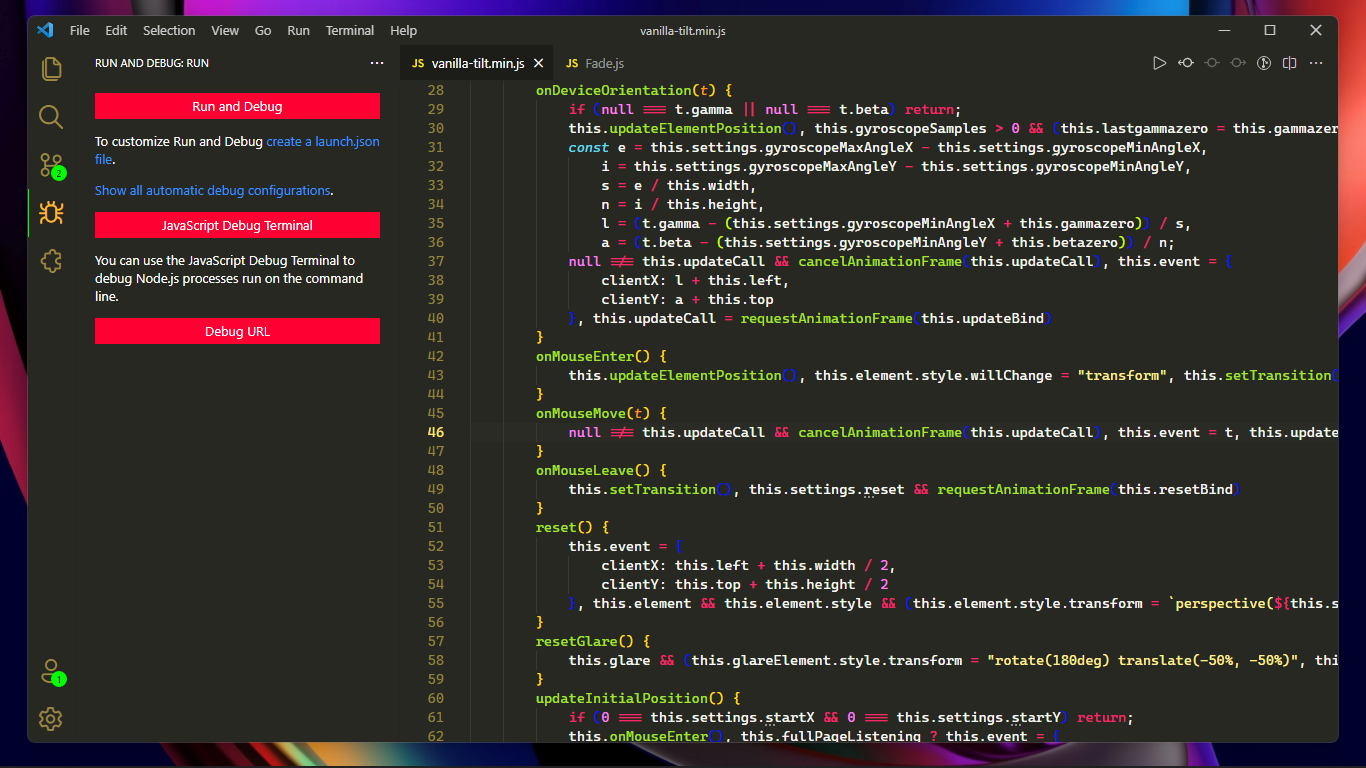 File Edit Selection View Go Run Terminal Help
vanilla-tilt.min.js
RUN AND DEBUG: RUN
Run and Debug
To customize Run and Debug create a launch.json
file.
Show all automatic debug configurations.
JavaScript Debug Terminal
You can use the JavaScript Debug Terminal to
debug Node.js processes run on the command
line.
Debug URL
2
1
JS vanilla-tilt.min.js
JS Fade.js
28 onDeviceOrientation(t) {
29 if (null === t.gamma || null === t.beta) return;
30 this.updateElementPosition(), this.gyroscopeSamples > 0 && (this.lastgammazero = this.gammazer
31 const e = this.settings.gyroscopeMaxAngleX - this.settings.gyroscopeMinAngleX,
32 i = this.settings.gyroscopeMaxAngleY - this.settings.gyroscopeMinAngleY,
33 s = e / this.width,
34 n = i / this.height,
35 l = (t.gamma - (this.settings.gyroscopeMinAngleX + this.gammazero)) / s,
36 a = (t.beta - (this.settings.gyroscopeMinAngleY + this.betazero)) / n;
37 null !== this.updateCall && cancelAnimationFrame(this.updateCall), this.event = {
38 clientX: l + this.left,
39 clientY: a + this.top
40 }, this.updateCall = requestAnimationFrame(this.updateBind)
41 }
42 onMouseEnter() {
43 this.updateElementPosition(), this.element.style.willChange = "transform", this.setTransition(
44 }
45 onMouseMove(t) {
46 null !== this.updateCall && cancelAnimationFrame(this.updateCall), this.event = t, this.update
47 }
48 onMouseLeave() {
49 this.setTransition(), this.settings.reset && requestAnimationFrame(this.resetBind)
50 }
51 reset() {
52 this.event = {
53 clientX: this.left + this.width / 2,
54 clientY: this.top + this.height / 2
55 }, this.element && this.element.style && (this.element.style.transform = `perspective(${this.s
56 }
57 resetGlare() {
58 this.glare && (this.glareElement.style.transform = "rotate(180deg) translate(-50%, -50%)", thi
59 }
60 updateInitialPosition() {
61 if (0 === this.settings.startX && 0 === this.settings.startY) return;
62 this.onMouseEnter(), this.fullPageListening ? this.event = {